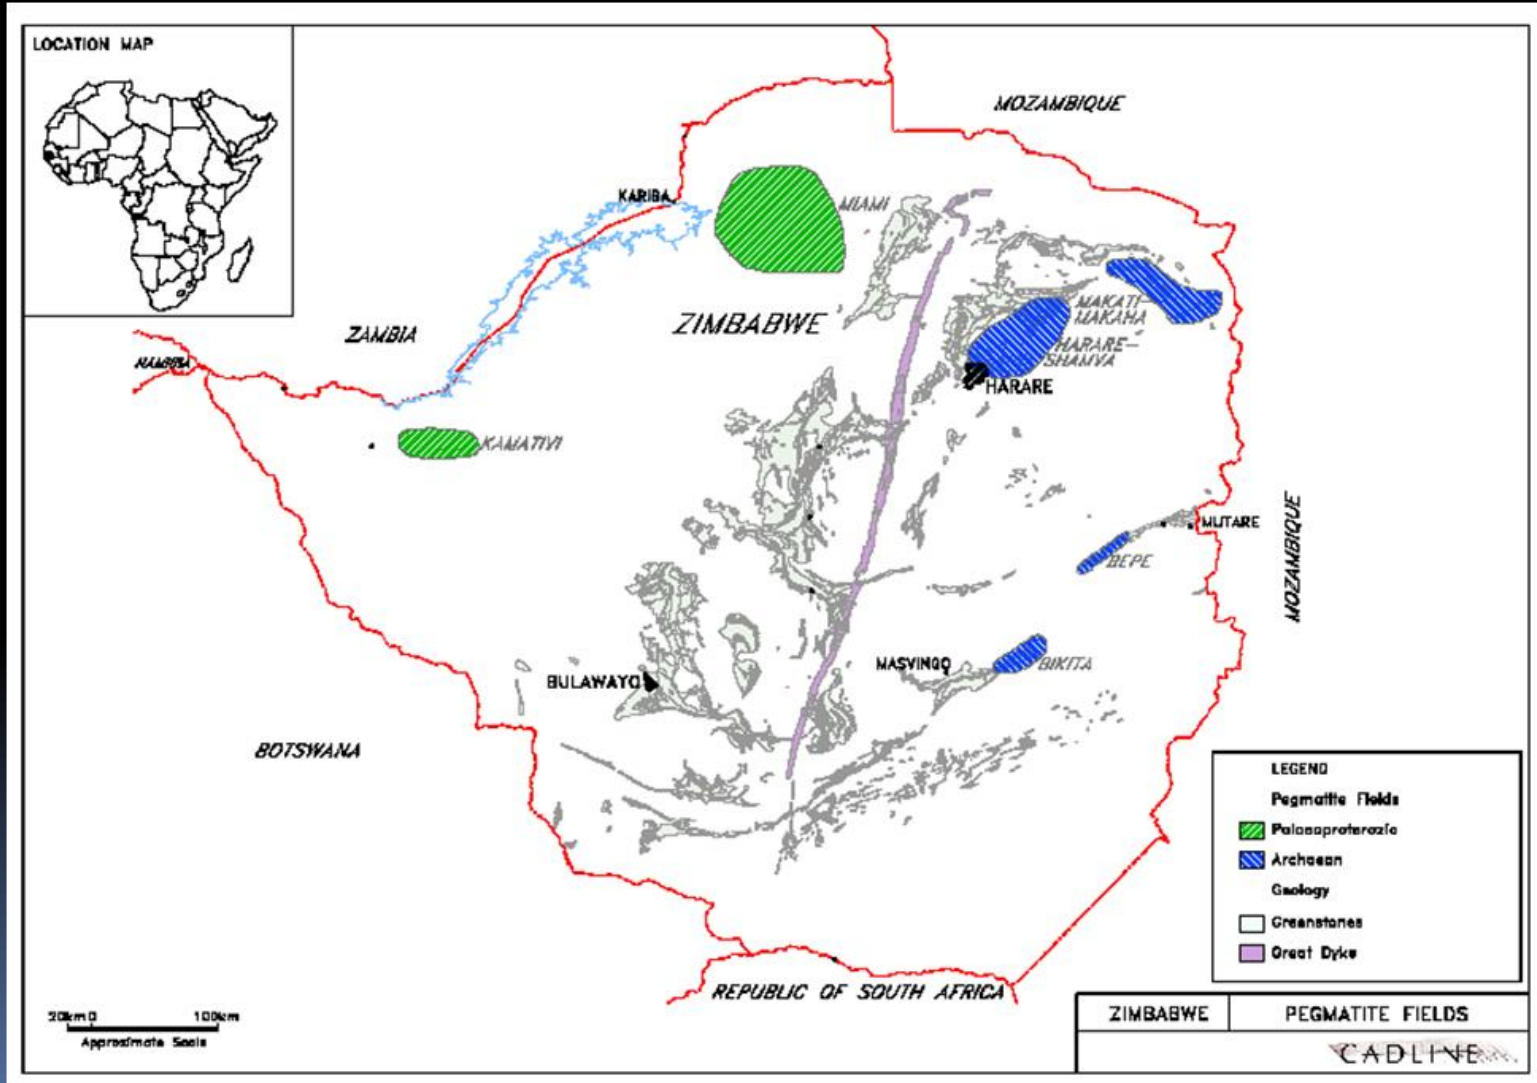 LOCATION MAP
MOZAMBIQUE
KARIBA
MIAMI
ZIMBABWE
ZAMBIA
NAMIBIA
MAKATI-
MAKAHA
HARARE-
SHAMVA
HARARE
KAMATIVI
MUTARE
BEPE
MOZAMBIQUE
MASVINGO
BIKITA
BULAWAYO
BOTSWANA
LEGEND
Pegmatite Fields
Palaeoproterozic
Archaean
Geology
Greenstones
Great Dyke
REPUBLIC OF SOUTH AFRICA
20km 0 100km
Approximate Scale
ZIMBABWE PEGMATITE FIELDS
CADLINE